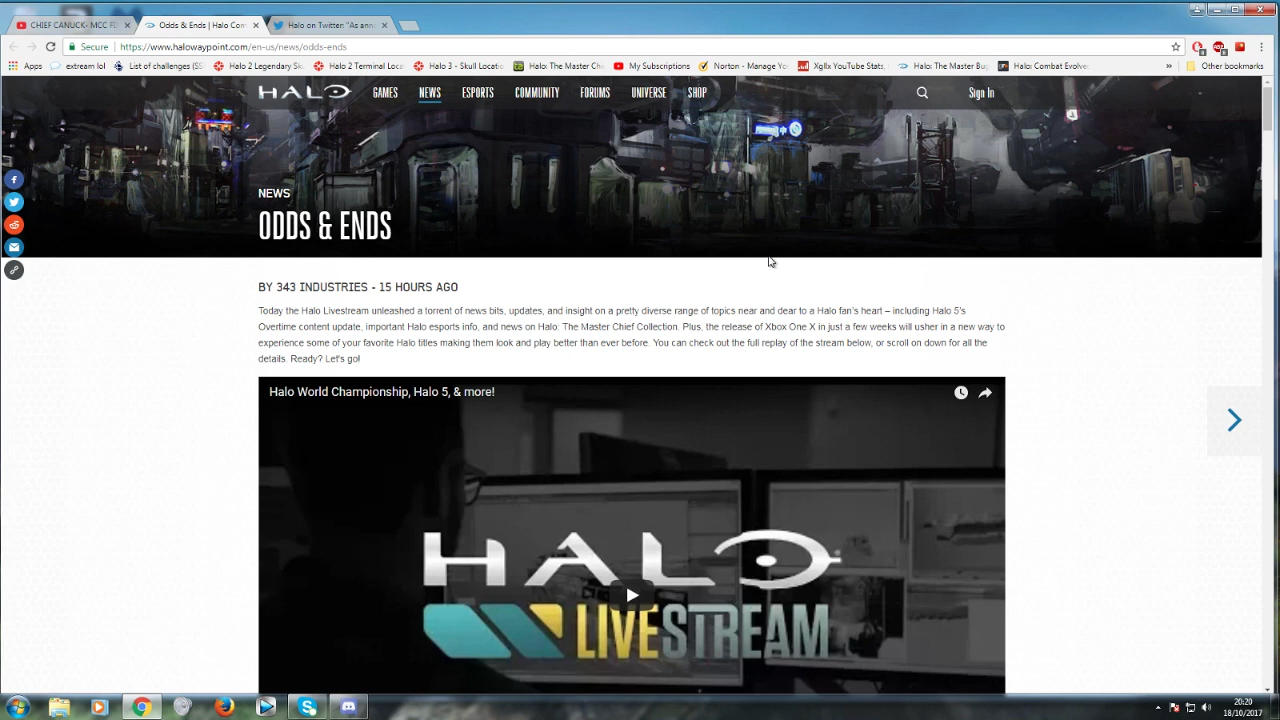 CHIEF CANUCK- MCC F
Odds & Ends | Halo Con
Halo on Twitter: "As ann
Secure
https://www.halowaypoint.com/en-us/news/odds-ends
Apps
extream lol
List of challenges (SS
Halo 2 Legendary Sk
Halo 2 Terminal Loca
Halo 3 - Skull Locati
Halo: The Master Chi
My Subscriptions
Norton - Manage Yo
Xgllx YouTube Stats,
Halo: The Master Bu
Halo: Combat Evolve
»
Other bookmarks
HALO
GAMES
NEWS
ESPORTS
COMMUNITY
FORUMS
UNIVERSE
SHOP
Sign In
NEWS
ODDS & ENDS
BY 343 INDUSTRIES - 15 HOURS AGO
Today the Halo Livestream unleashed a torrent of news bits, updates, and insight on a pretty diverse range of topics near and dear to a Halo fan's heart – including Halo 5's
Overtime content update, important Halo esports info, and news on Halo: The Master Chief Collection. Plus, the release of Xbox One X in just a few weeks will usher in a new way to
experience some of your favorite Halo titles making them look and play better than ever before. You can check out the full replay of the stream below, or scroll on down for all the
details. Ready? Let's go!
Halo World Championship, Halo 5, & more!
HALO
LIVESTREAM
20:20
18/10/2017